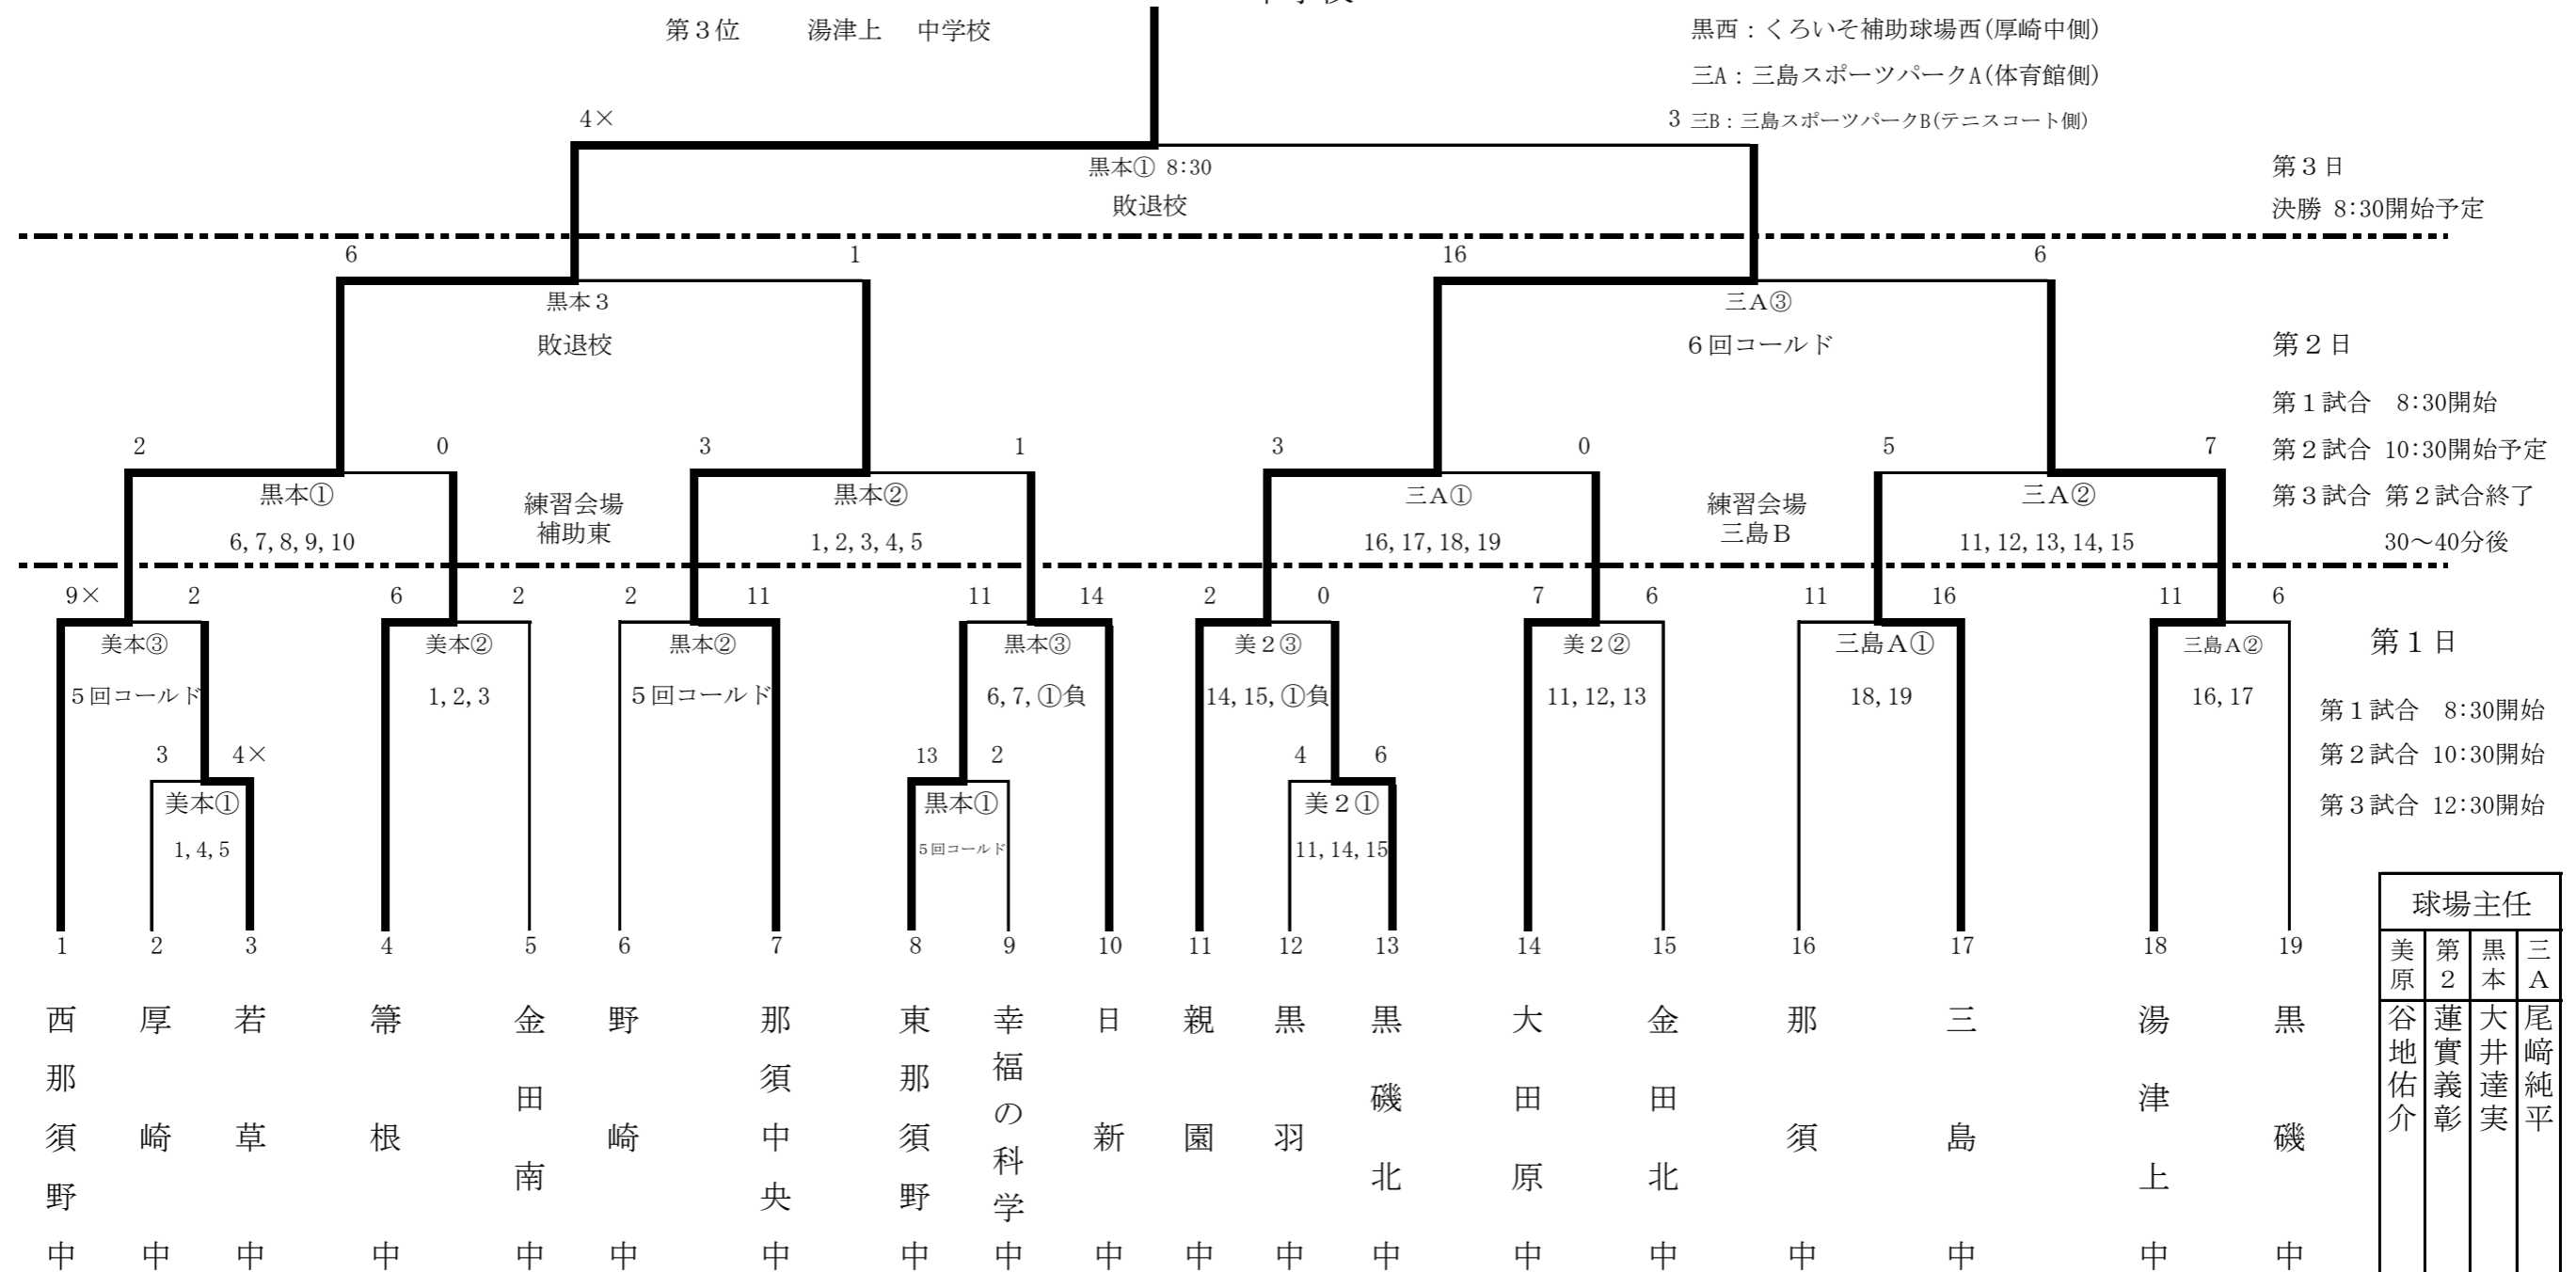 第３位　湯津上　中学校
黒西：くろいそ補助球場西(厚崎中側)
三A：三島スポーツパークA(体育館側)
4×
3
三B：三島スポーツパークB(テニスコート側)
黒本① 8:30
敗退校
第３日
決勝 8:30開始予定
6 1 16 6
黒本３
三Ａ③
敗退校
６回コールド
第２日
第１試合 8:30開始
第２試合 10:30開始予定
第３試合 第２試合終了
30～40分後
2 0 3 1 3 0 5 7
黒本①
6,7,8,9,10
練習会場
補助東
黒本②
1,2,3,4,5
三Ａ①
16,17,18,19
練習会場
三島Ｂ
三Ａ②
11,12,13,14,15
9× 2 6 2 2 11 11 14 2 0 7 6 11 16 11 6
美本③ 美本② 黒本② 黒本③ 美２③ 美２② 三島Ａ① 三島Ａ②
５回コールド 1,2,3 ５回コールド 6,7,①負 14,15,①負 11,12,13 18,19 16,17
第１日
第１試合 8:30開始
第２試合 10:30開始
第３試合 12:30開始
3 4× 13 2 4 6
美本① 黒本① 美２①
1,4,5 ５回コールド 11,14,15
1 2 3 4 5 6 7 8 9 10 11 12 13 14 15 16 17 18 19
西那須野中
厚崎中
若草中
箒根中
金田南中
野崎中
那須中央中
東那須野中
幸福の科学中
日新中
親園中
黒羽中
黒磯北中
大田原中
金田北中
那須中
三島中
湯津上中
黒磯中
球場主任
美原 第2 黒本 三A
谷地佑介
蓮實義彰
大井達実
尾﨑純平